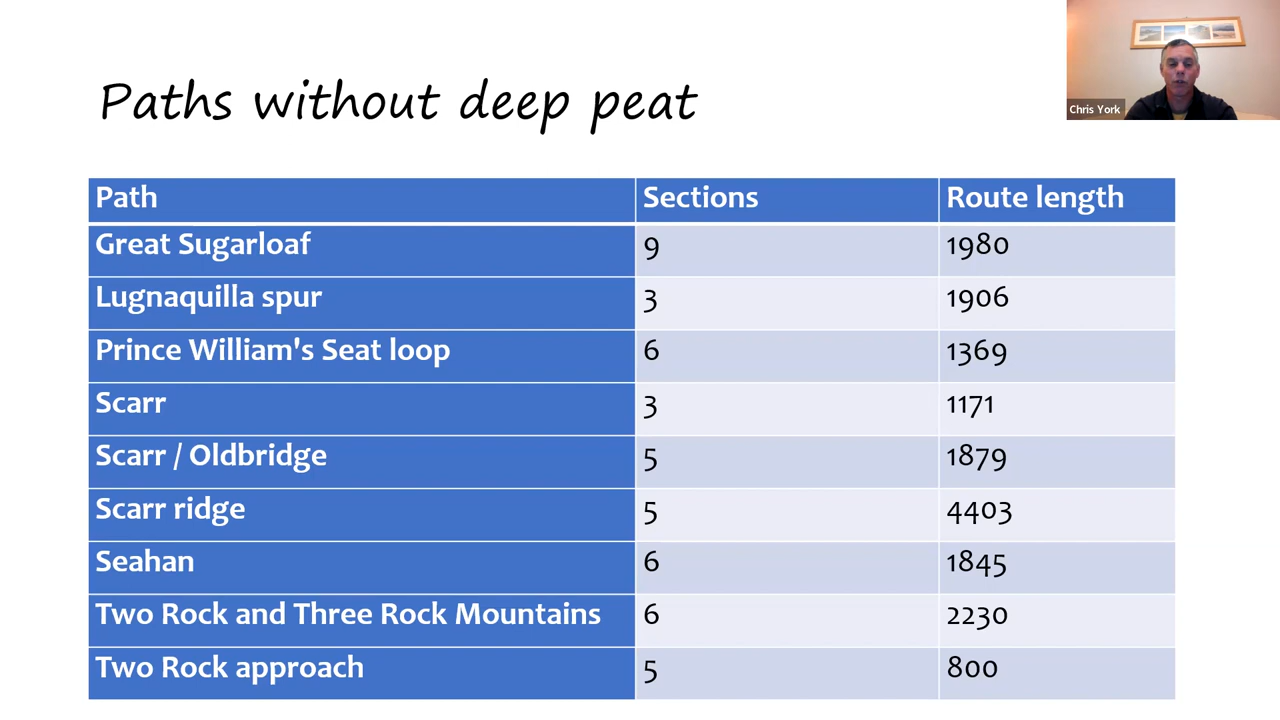 Paths without deep peat
Chris York
Path Sections Route length
Great Sugarloaf 9 1980
Lugnaquilla spur 3 1906
Prince William's Seat loop 6 1369
Scarr 3 1171
Scarr / Oldbridge 5 1879
Scarr ridge 5 4403
Seahan 6 1845
Two Rock and Three Rock Mountains 6 2230
Two Rock approach 5 800